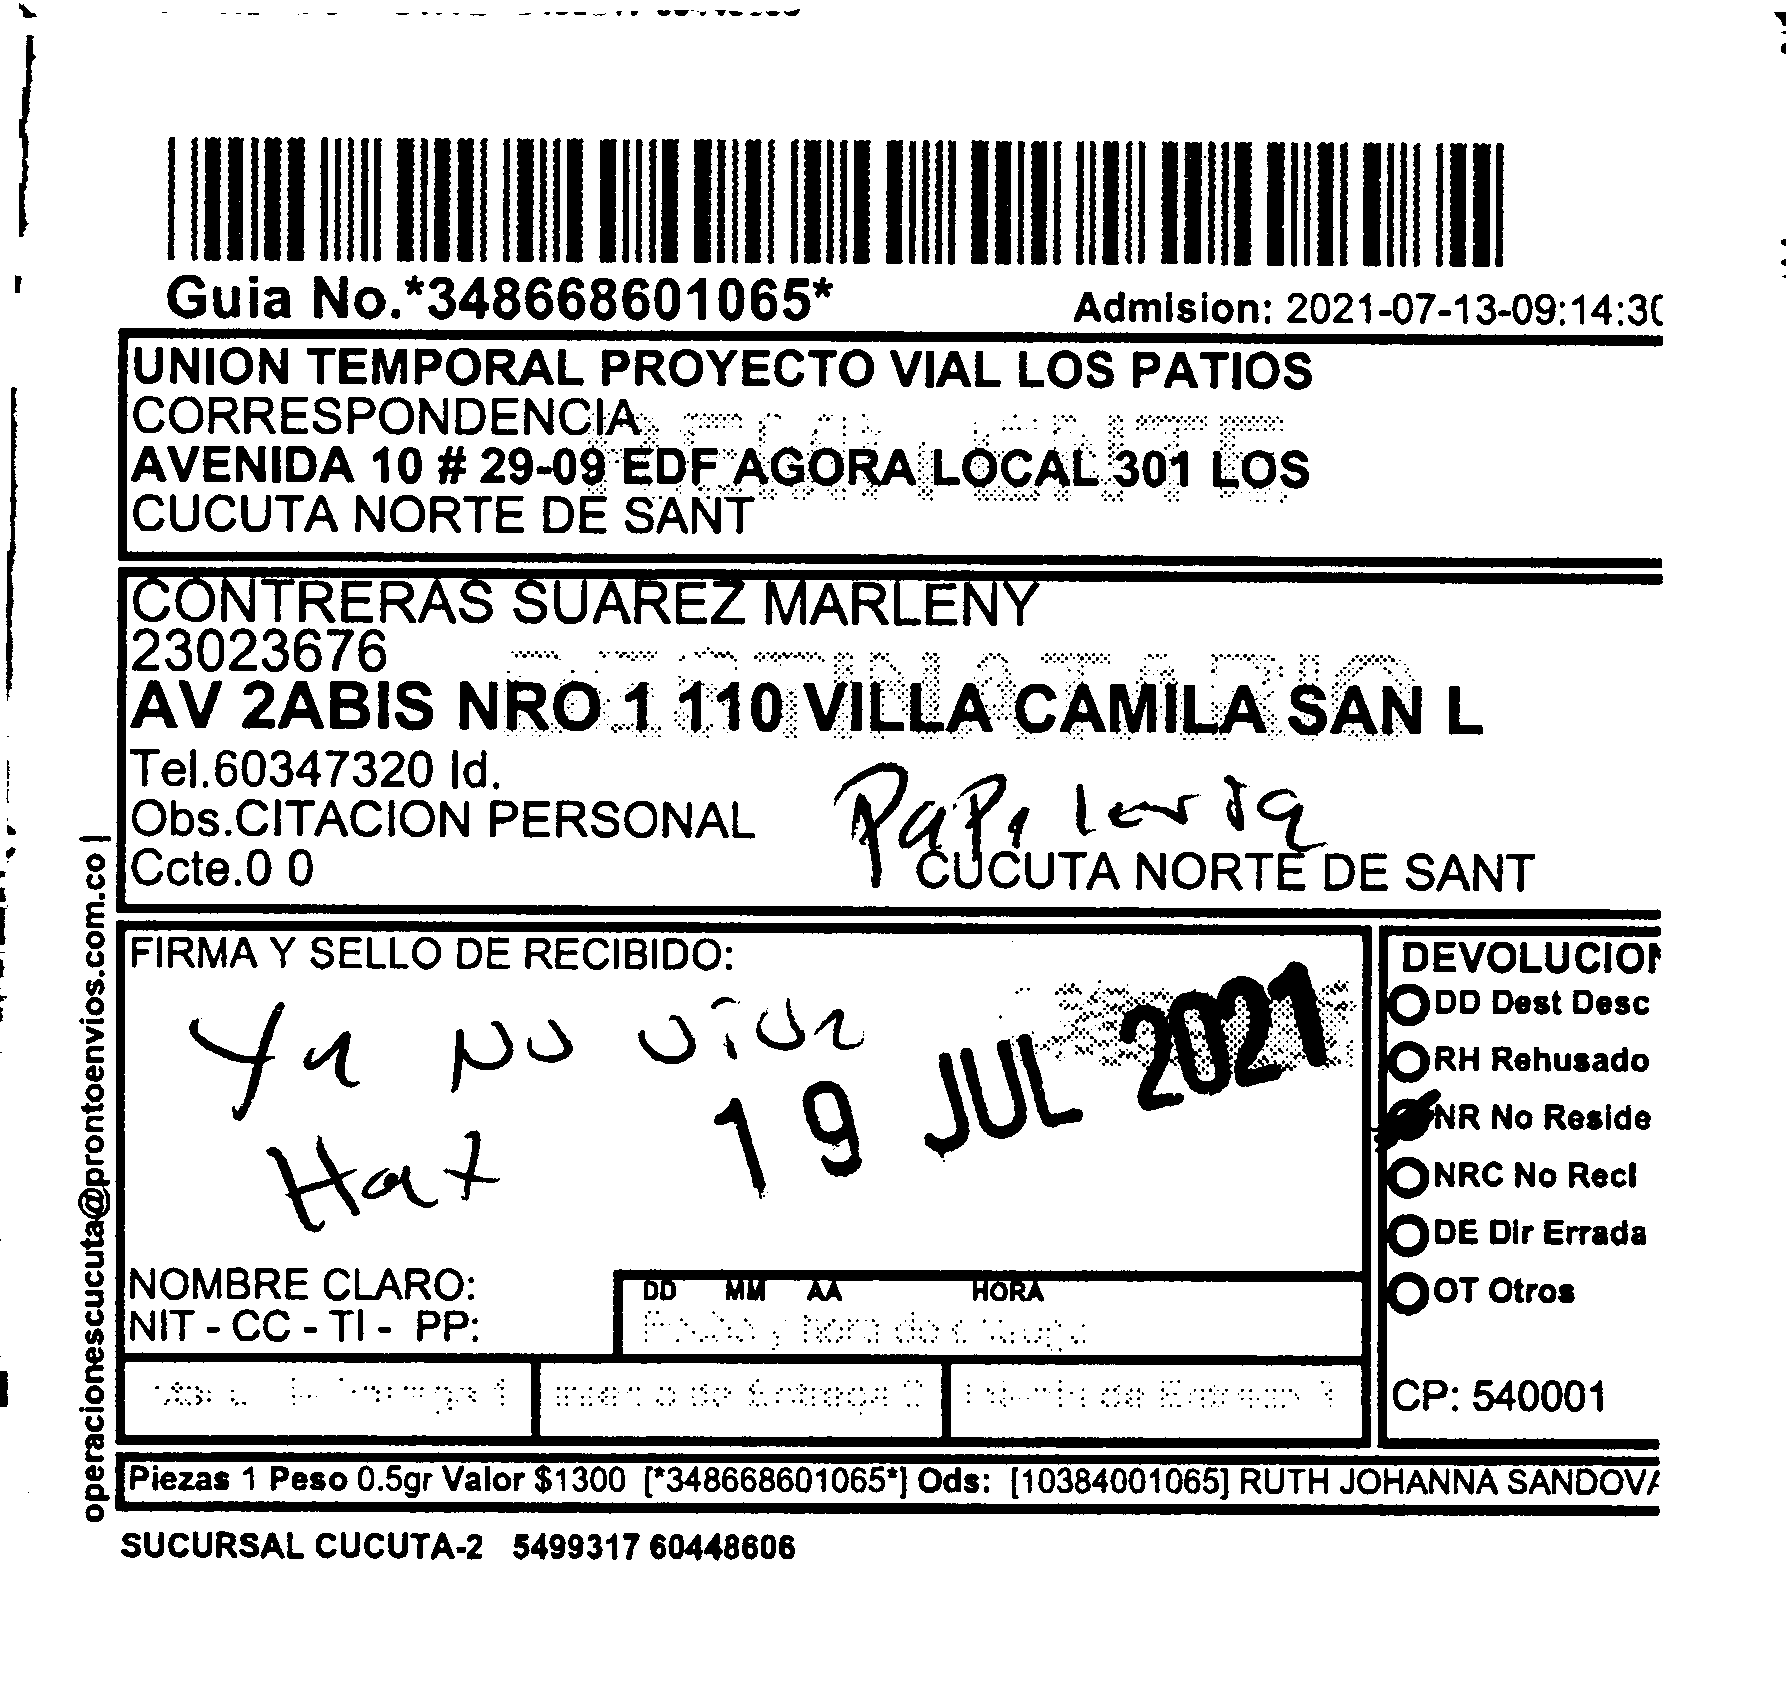 Guia No.*348668601065*
Admision: 2021-07-13-09:14:30
UNION TEMPORAL PROYECTO VIAL LOS PATIOS
CORRESPONDENCIA
REMITENTE
AVENIDA 10 # 29-09 EDF AGORA LOCAL 301 LOS
CUCUTA NORTE DE SANT
CONTRERAS SUAREZ MARLENY
23023676
DESTINATARIO
AV 2ABIS NRO 1 110 VILLA CAMILA SAN L
Tel.60347320 Id.
Obs.CITACION PERSONAL
Papileria
Ccte.0 0
CUCUTA NORTE DE SANT
operacionescucuta@prontoenvios.com.co |
FIRMA Y SELLO DE RECIBIDO:
Ya no vive
Hay
19 JUL 2021
DEVOLUCION
DD Dest Desc
RH Rehusado
NR No Reside
NRC No Recl
DE Dir Errada
OT Otros
NOMBRE CLARO:
NIT - CC - TI - PP:
DD MM AA HORA
CP: 540001
Piezas 1 Peso 0.5gr Valor $1300 [*348668601065*] Ods: [10384001065] RUTH JOHANNA SANDOVA
SUCURSAL CUCUTA-2 5499317 60448606